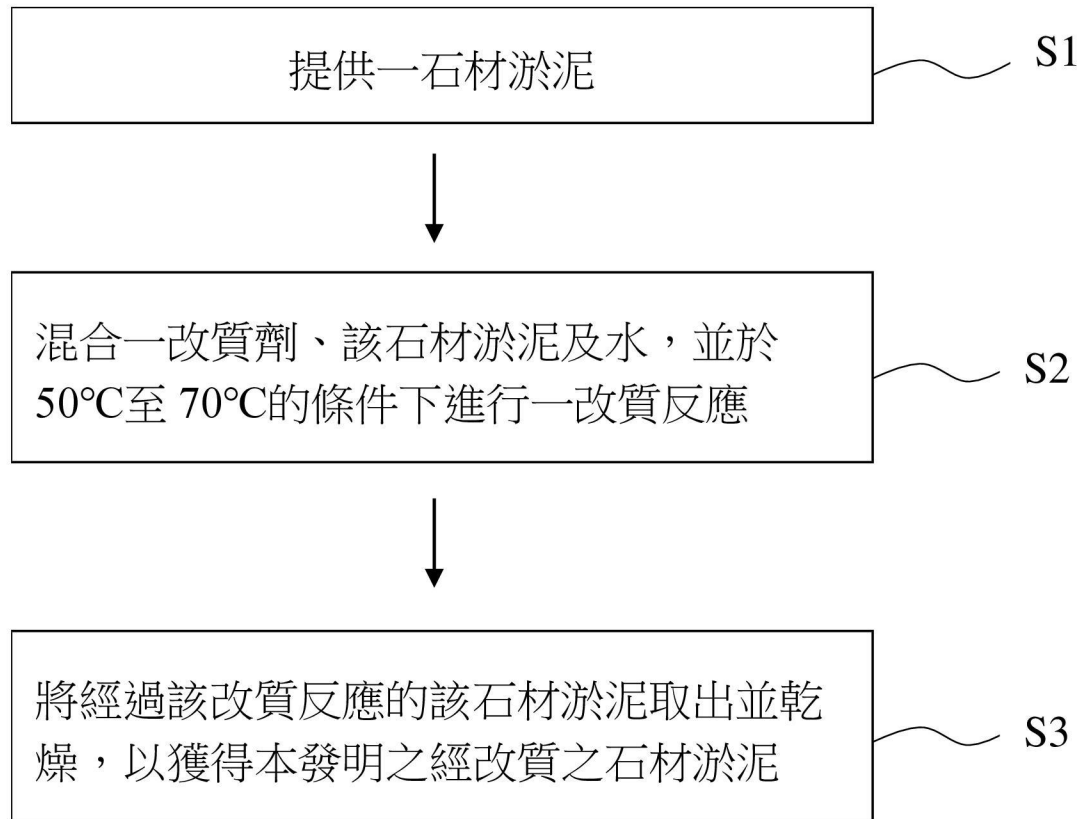 提供一石材淤泥
S1
混合一改質劑、該石材淤泥及水，並於
50℃至 70℃的條件下進行一改質反應
S2
將經過該改質反應的該石材淤泥取出並乾
燥，以獲得本發明之經改質之石材淤泥
S3